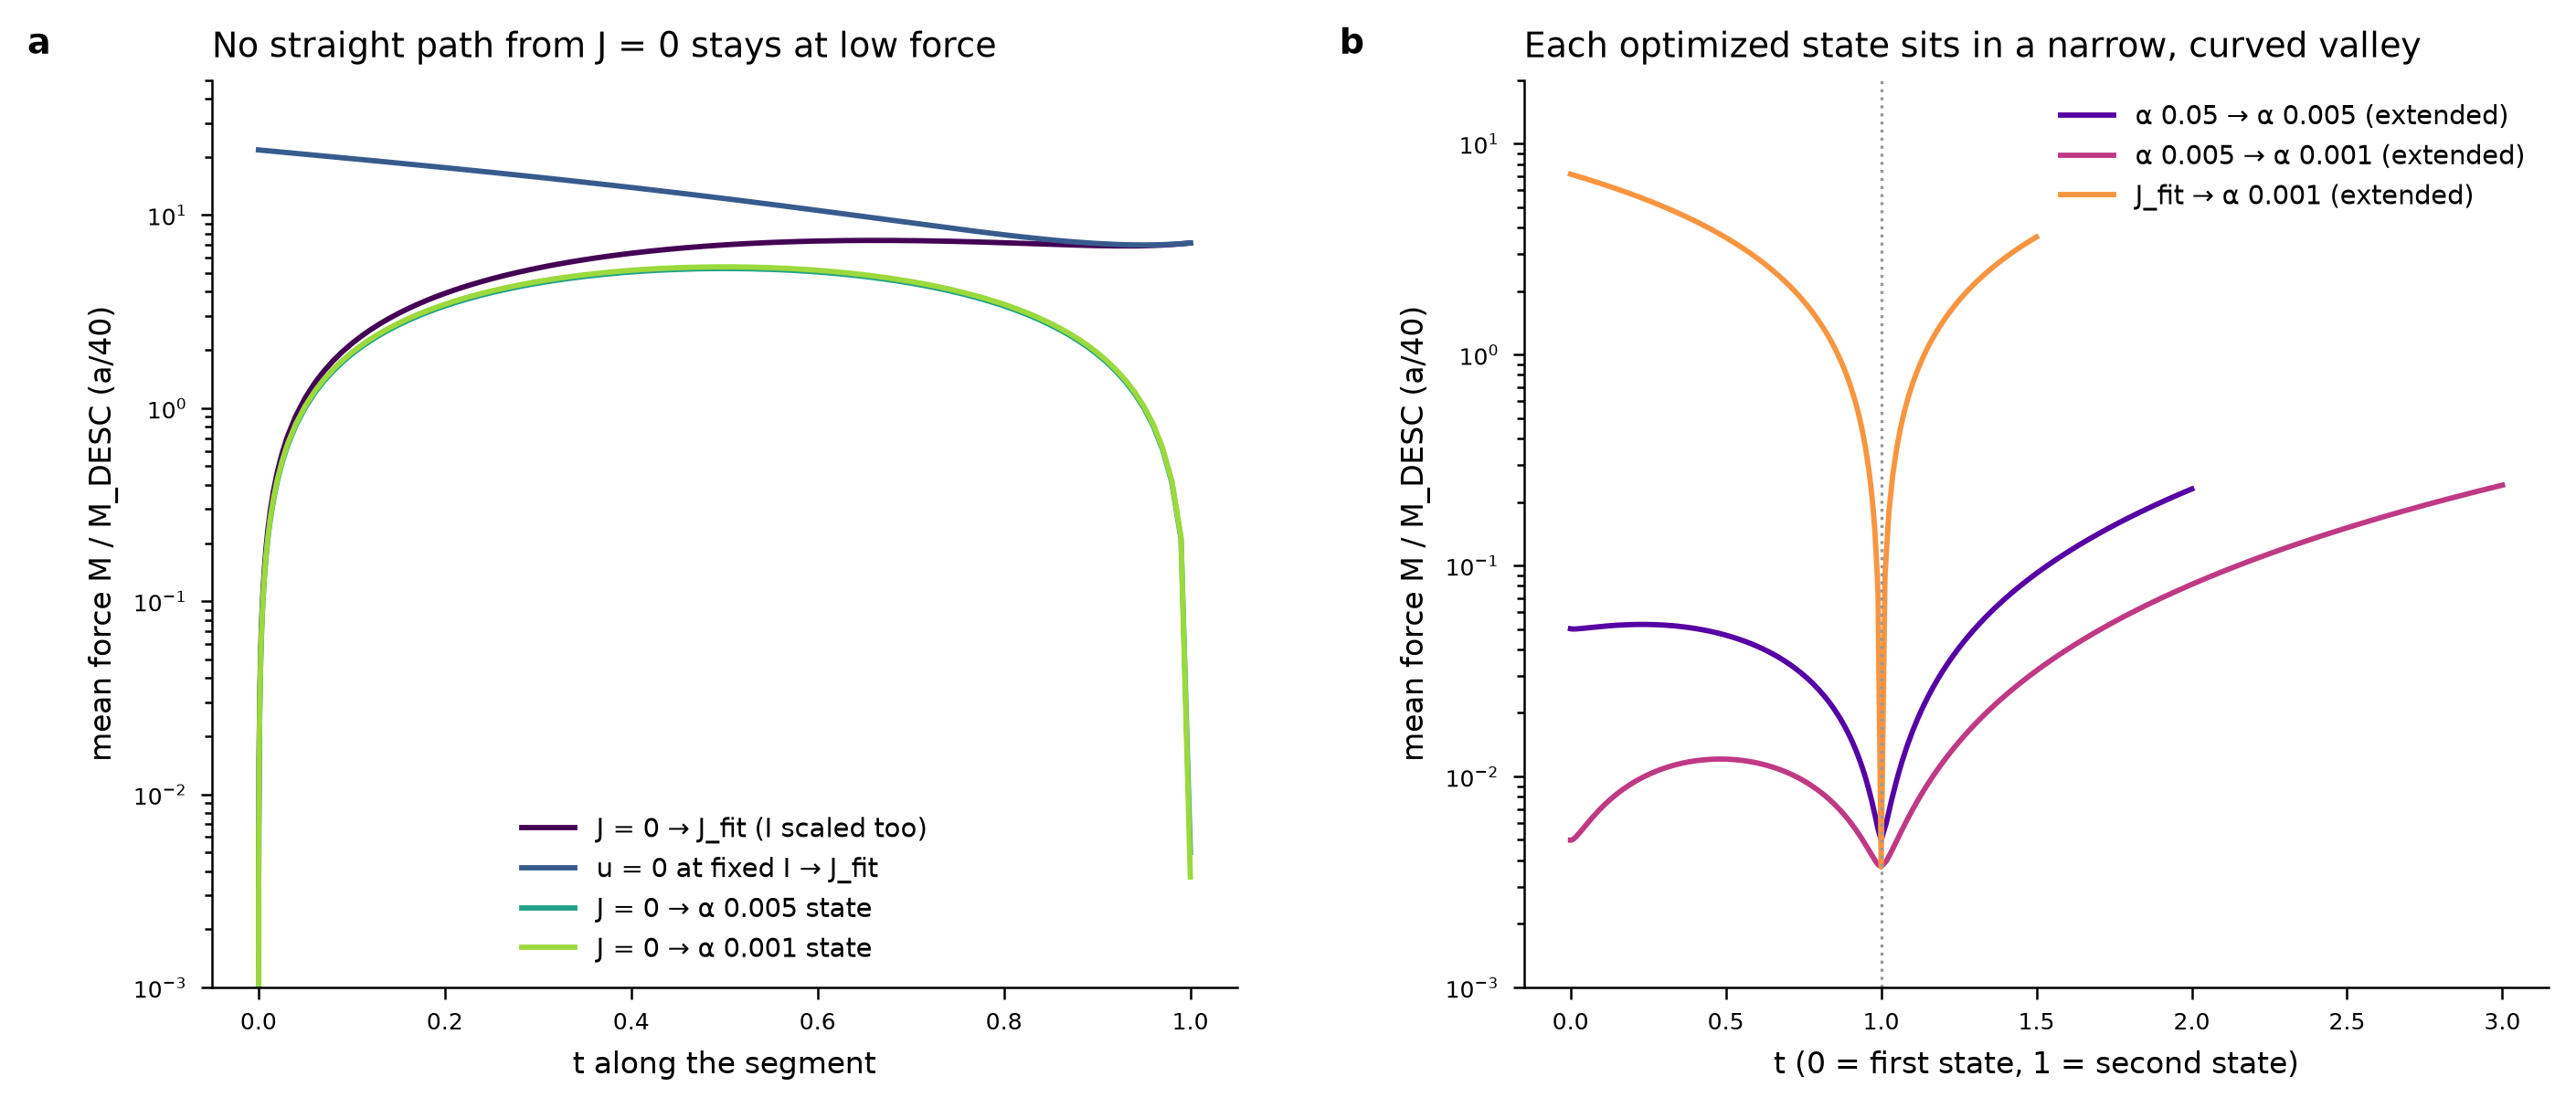 a
No straight path from J = 0 stays at low force
mean force M / M_DESC (a/40)
10¹
10⁰
10⁻¹
10⁻²
10⁻³
J = 0 → J_fit (I scaled too)
u = 0 at fixed I → J_fit
J = 0 → α 0.005 state
J = 0 → α 0.001 state
0.0 0.2 0.4 0.6 0.8 1.0
t along the segment
b
Each optimized state sits in a narrow, curved valley
mean force M / M_DESC (a/40)
10¹
10⁰
10⁻¹
10⁻²
10⁻³
α 0.05 → α 0.005 (extended)
α 0.005 → α 0.001 (extended)
J_fit → α 0.001 (extended)
0.0 0.5 1.0 1.5 2.0 2.5 3.0
t (0 = first state, 1 = second state)